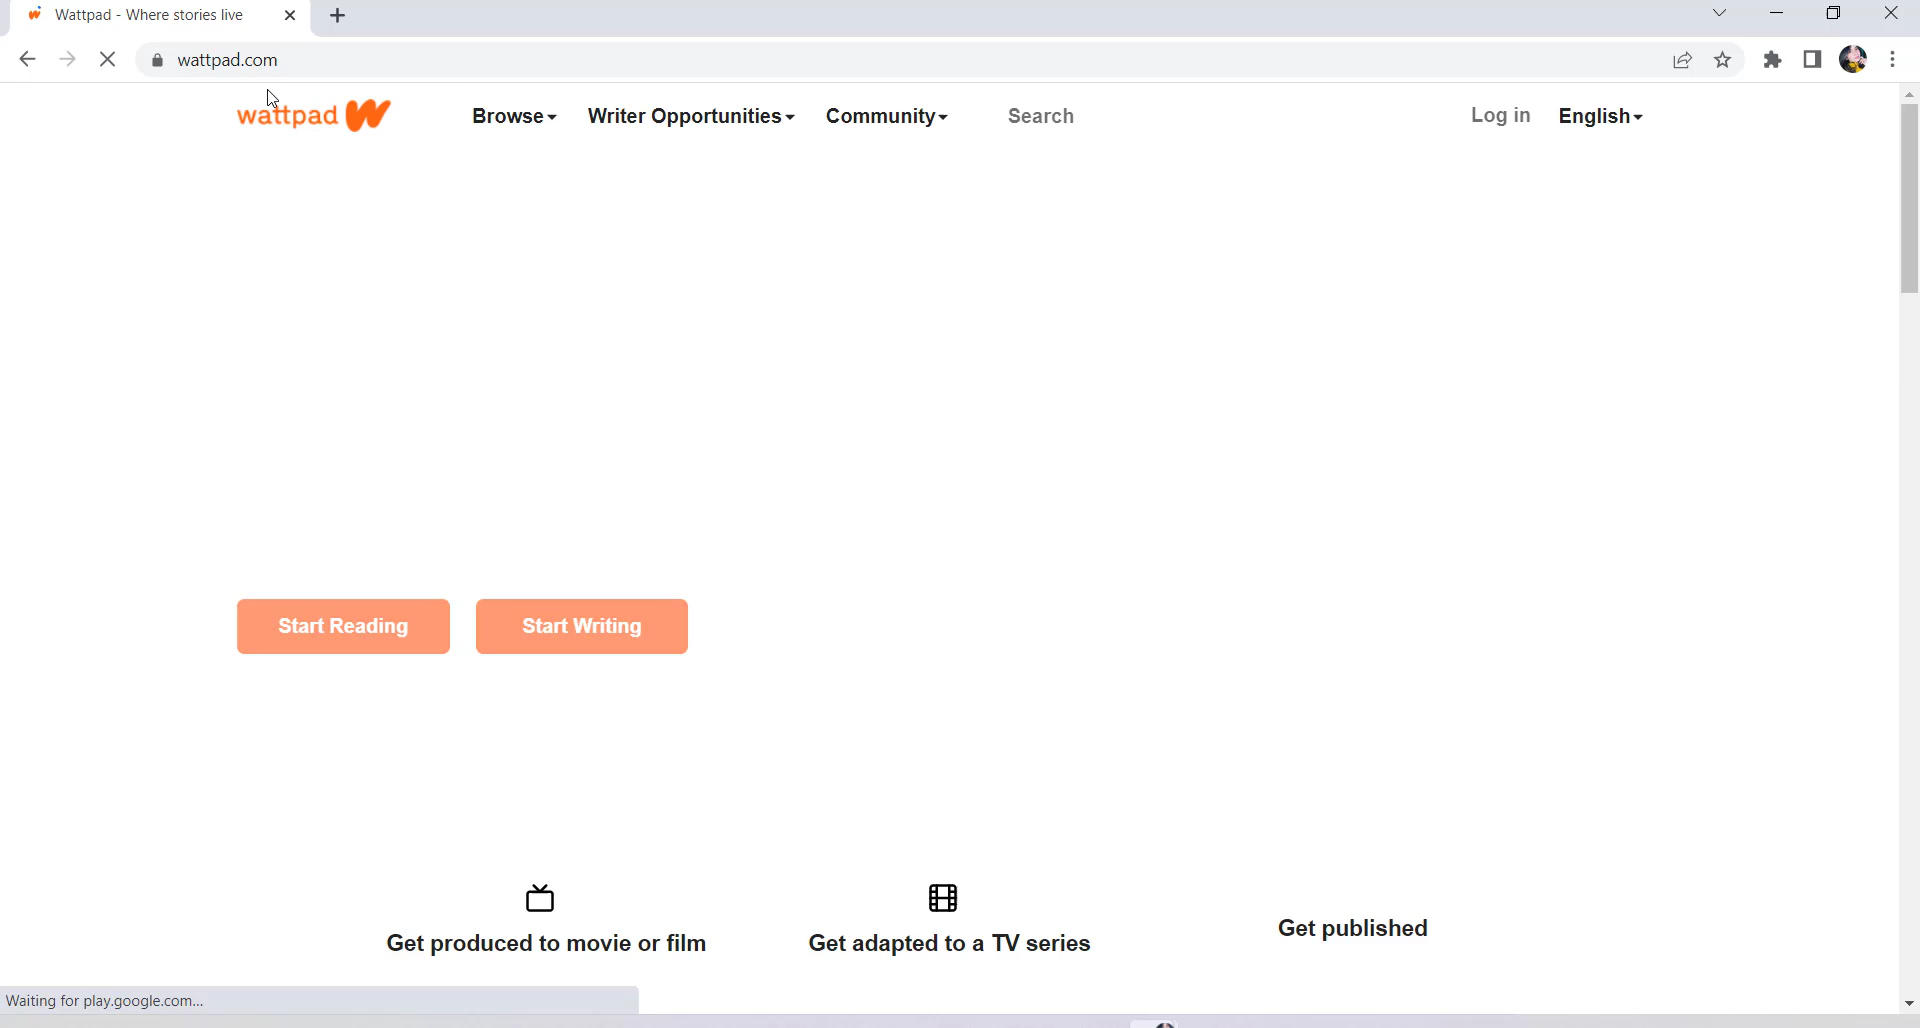 Wattpad - Where stories live
wattpad.com
wattpad
Browse
Writer Opportunities
Community
Search
Log in
English
Start Reading
Start Writing
Get produced to movie or film
Get adapted to a TV series
Get published
Waiting for play.google.com...